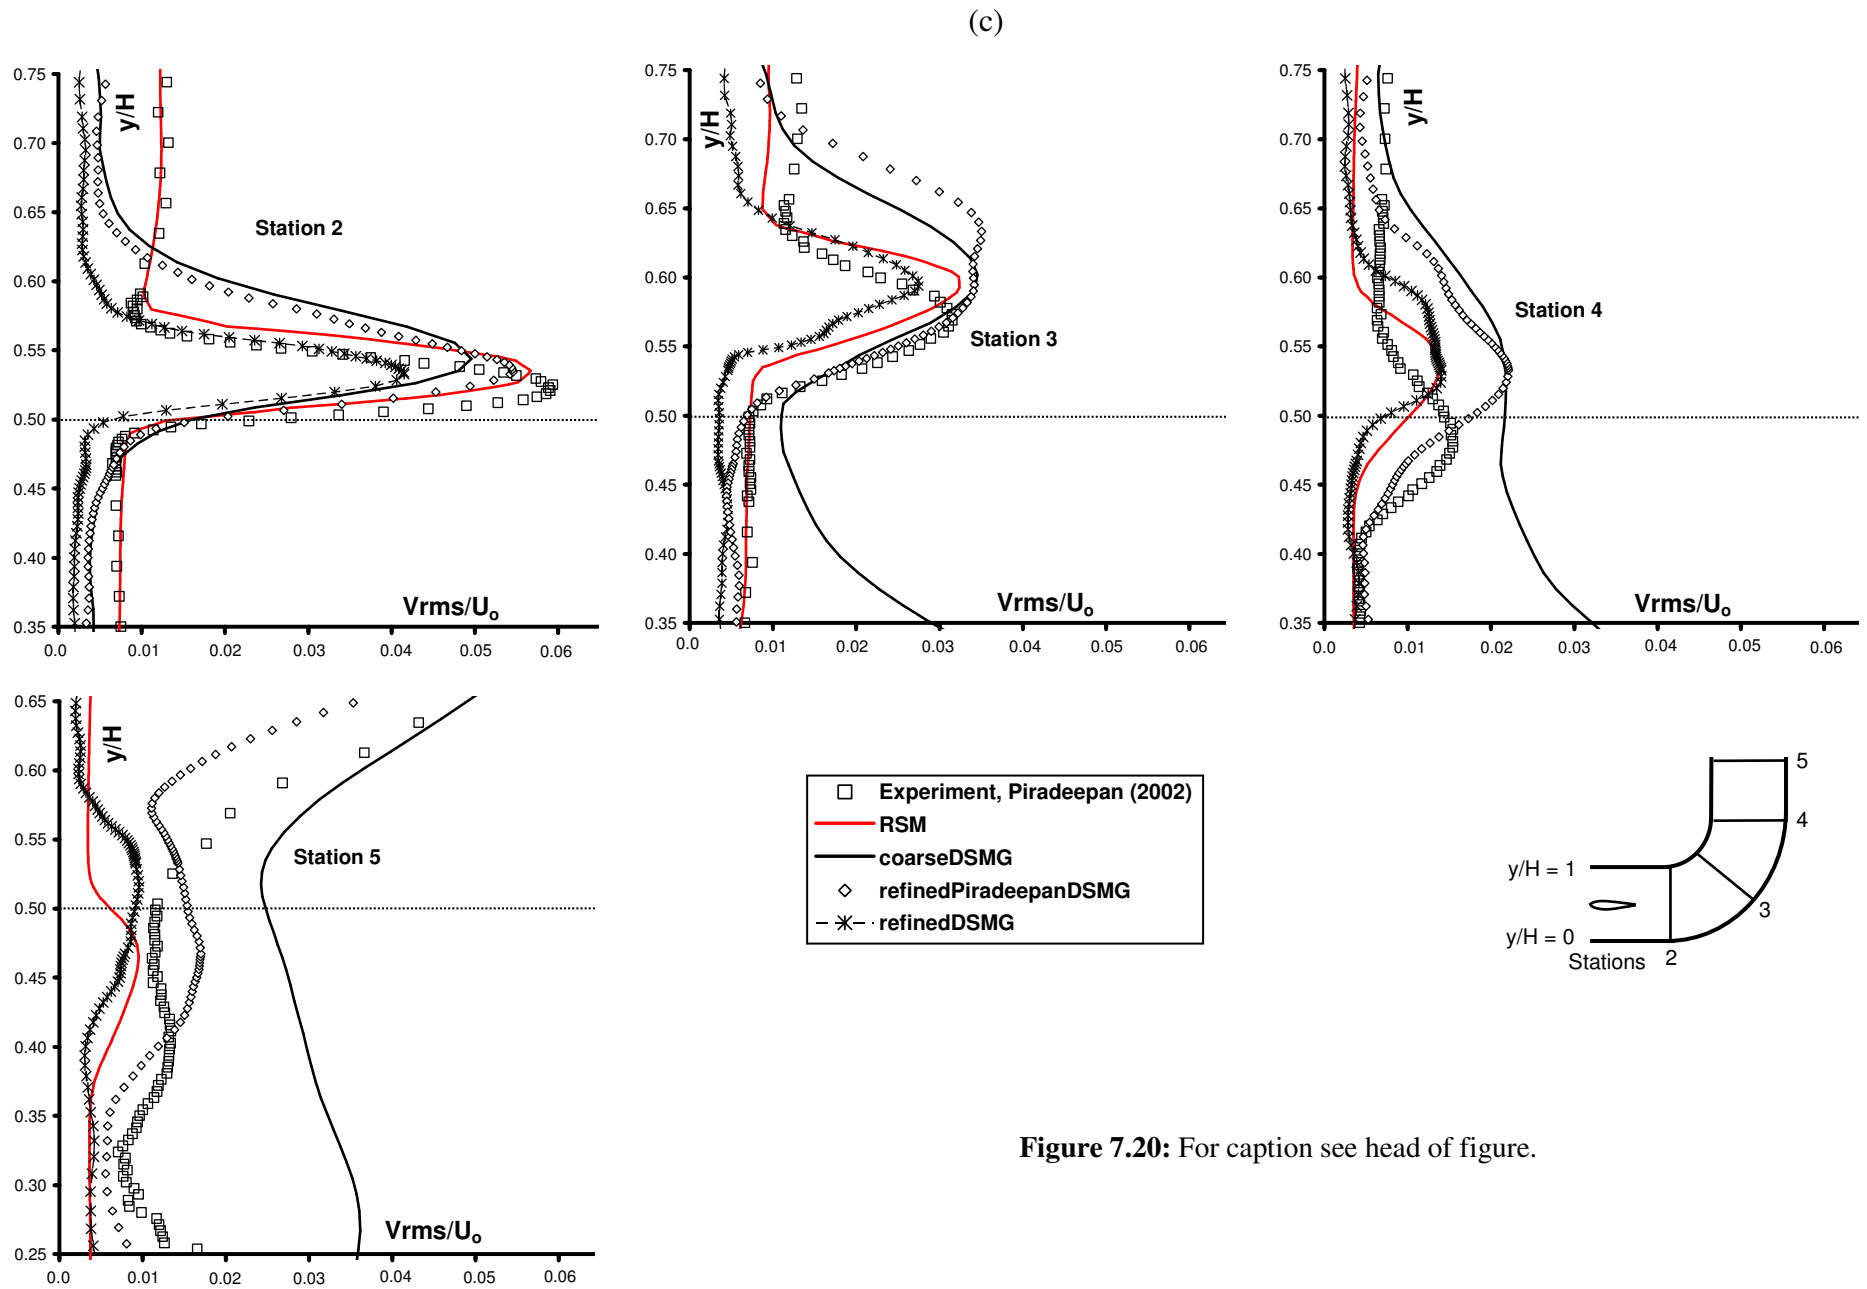 (c)
0.75
0.70
0.65
0.60
0.55
0.50
0.45
0.40
0.35
y/H
Station 2
Vrms/Uo
0.0 0.01 0.02 0.03 0.04 0.05 0.06
0.75
0.70
0.65
0.60
0.55
0.50
0.45
0.40
0.35
y/H
Station 3
Vrms/Uo
0.0 0.01 0.02 0.03 0.04 0.05 0.06
0.75
0.70
0.65
0.60
0.55
0.50
0.45
0.40
0.35
y/H
Station 4
Vrms/Uo
0.0 0.01 0.02 0.03 0.04 0.05 0.06
0.65
0.60
0.55
0.50
0.45
0.40
0.35
0.30
0.25
y/H
Station 5
Vrms/Uo
0.0 0.01 0.02 0.03 0.04 0.05 0.06
Experiment, Piradeepan (2002)
RSM
coarseDSMG
refinedPiradeepanDSMG
refinedDSMG
5
4
y/H = 1
3
y/H = 0
Stations 2
Figure 7.20: For caption see head of figure.